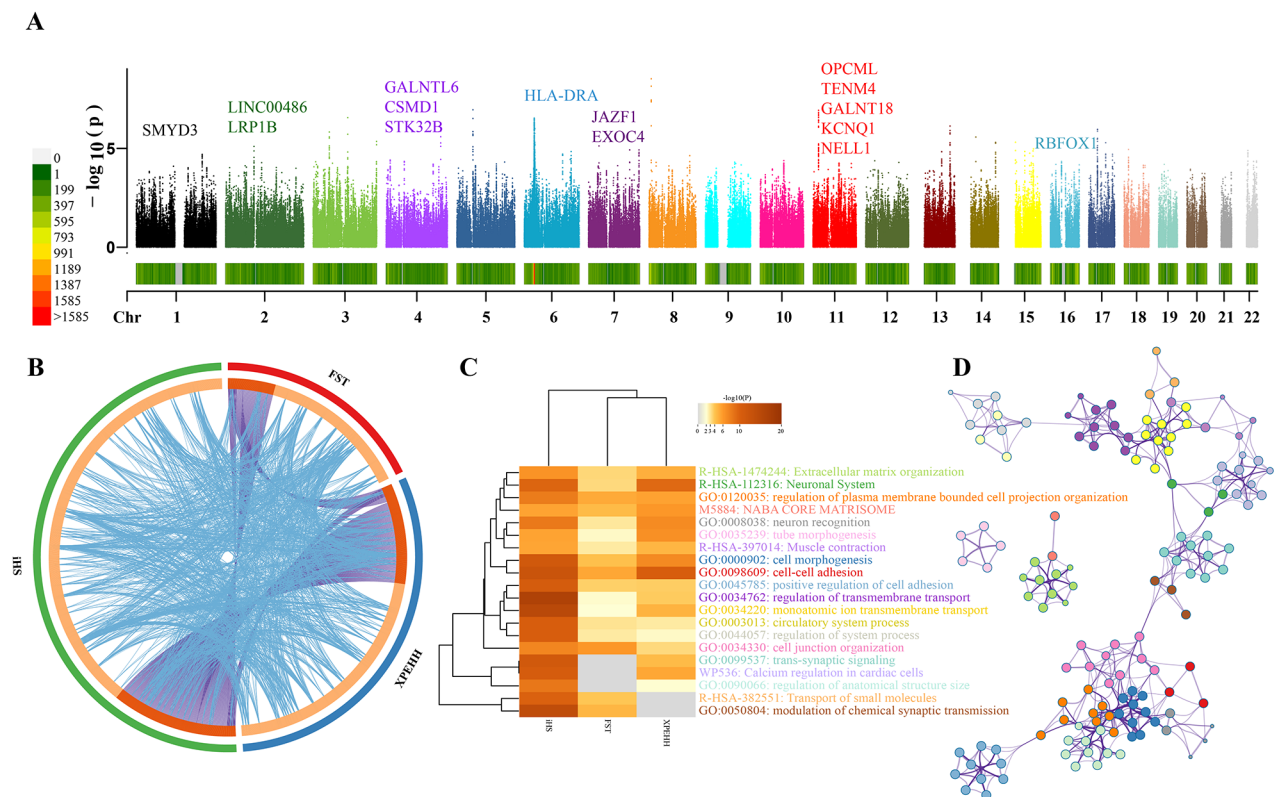 A
− log 10 ( p )
5
0
SMYD3
LINC00486
LRP1B
GALNTL6
CSMD1
STK32B
HLA-DRA
JAZF1
EXOC4
OPCML
TENM4
GALNT18
KCNQ1
NELL1
RBFOX1
0
1
199
397
595
793
991
1189
1387
1585
>1585
Chr 1 2 3 4 5 6 7 8 9 10 11 12 13 14 15 16 17 18 19 20 21 22
B
FST
XPEHH
iHS
C
-log10(P)
0 2 3 4 6 10 20
R-HSA-1474244: Extracellular matrix organization
R-HSA-112316: Neuronal System
GO:0120035: regulation of plasma membrane bounded cell projection organization
M5884: NABA CORE MATRISOME
GO:0008038: neuron recognition
GO:0035239: tube morphogenesis
R-HSA-397014: Muscle contraction
GO:0000902: cell morphogenesis
GO:0098609: cell-cell adhesion
GO:0045785: positive regulation of cell adhesion
GO:0034762: regulation of transmembrane transport
GO:0034220: monoatomic ion transmembrane transport
GO:0003013: circulatory system process
GO:0044057: regulation of system process
GO:0034330: cell junction organization
GO:0099537: trans-synaptic signaling
WP536: Calcium regulation in cardiac cells
GO:0090066: regulation of anatomical structure size
R-HSA-382551: Transport of small molecules
GO:0050804: modulation of chemical synaptic transmission
iHS
FST
XPEHH
D